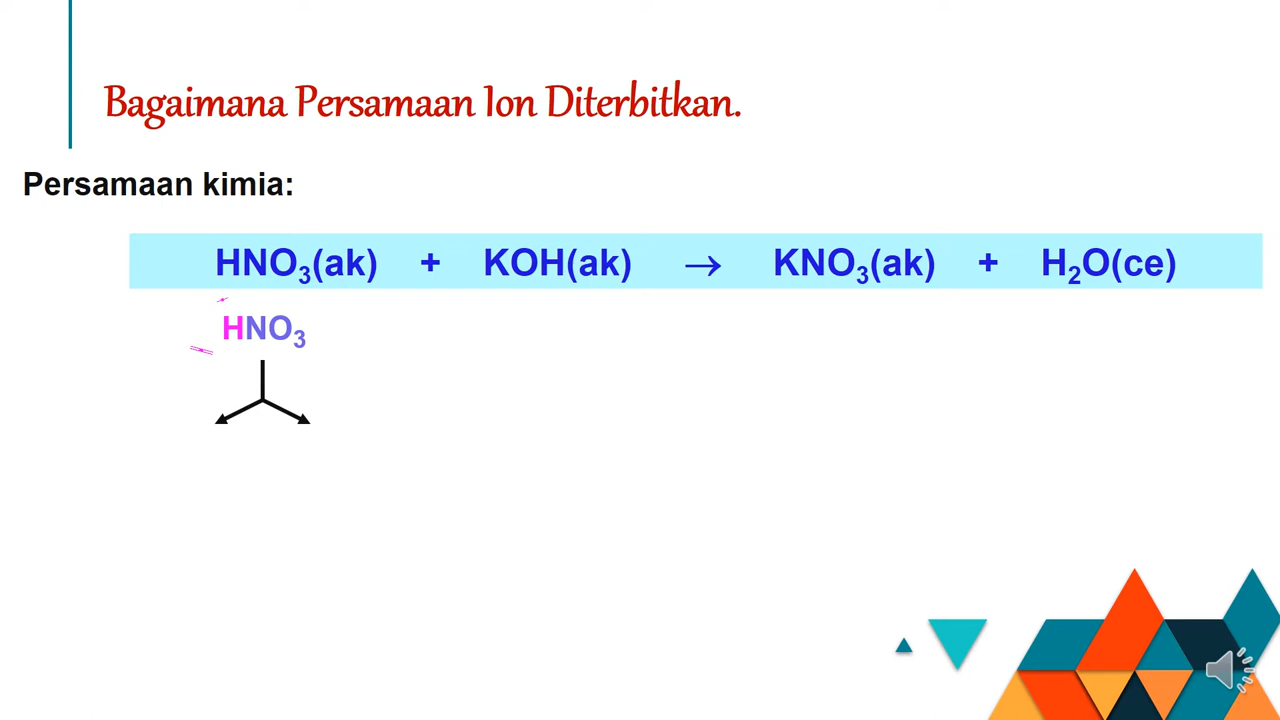 Bagaimana Persamaan Ion Diterbitkan.
Persamaan kimia:
HNO₃(ak) + KOH(ak) → KNO₃(ak) + H₂O(ce)
HNO₃